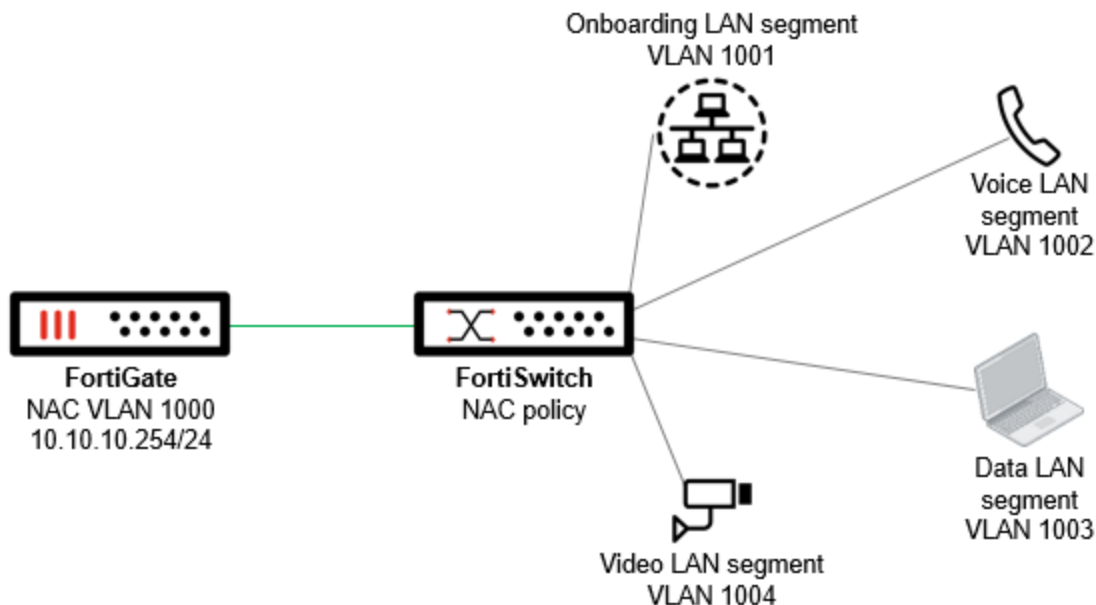 Onboarding LAN segment
VLAN 1001
Voice LAN
segment
VLAN 1002
FortiGate
NAC VLAN 1000
10.10.10.254/24
FortiSwitch
NAC policy
Data LAN
segment
VLAN 1003
Video LAN segment
VLAN 1004